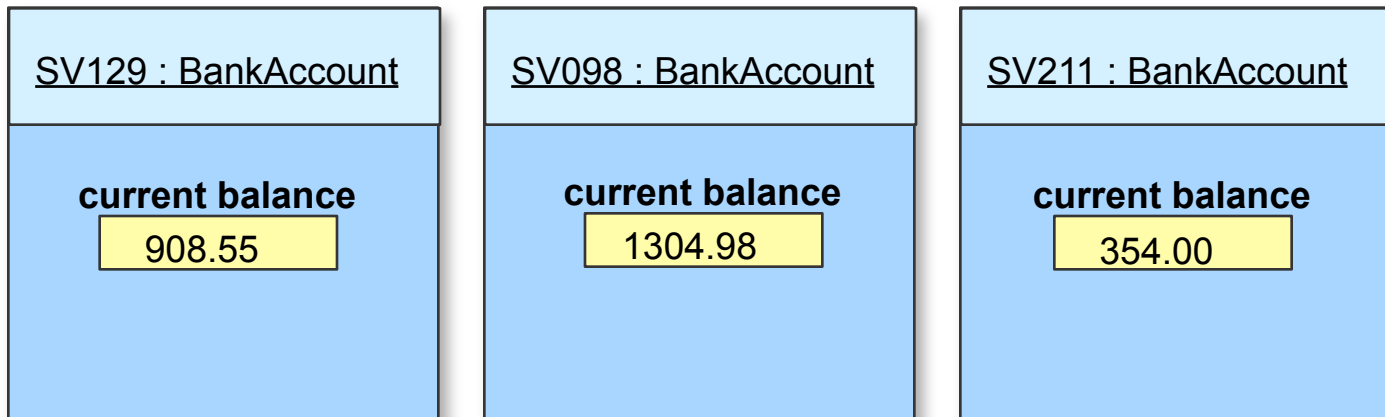 SV129 : BankAccount
current balance
908.55
SV098 : BankAccount
current balance
1304.98
SV211 : BankAccount
current balance
354.00